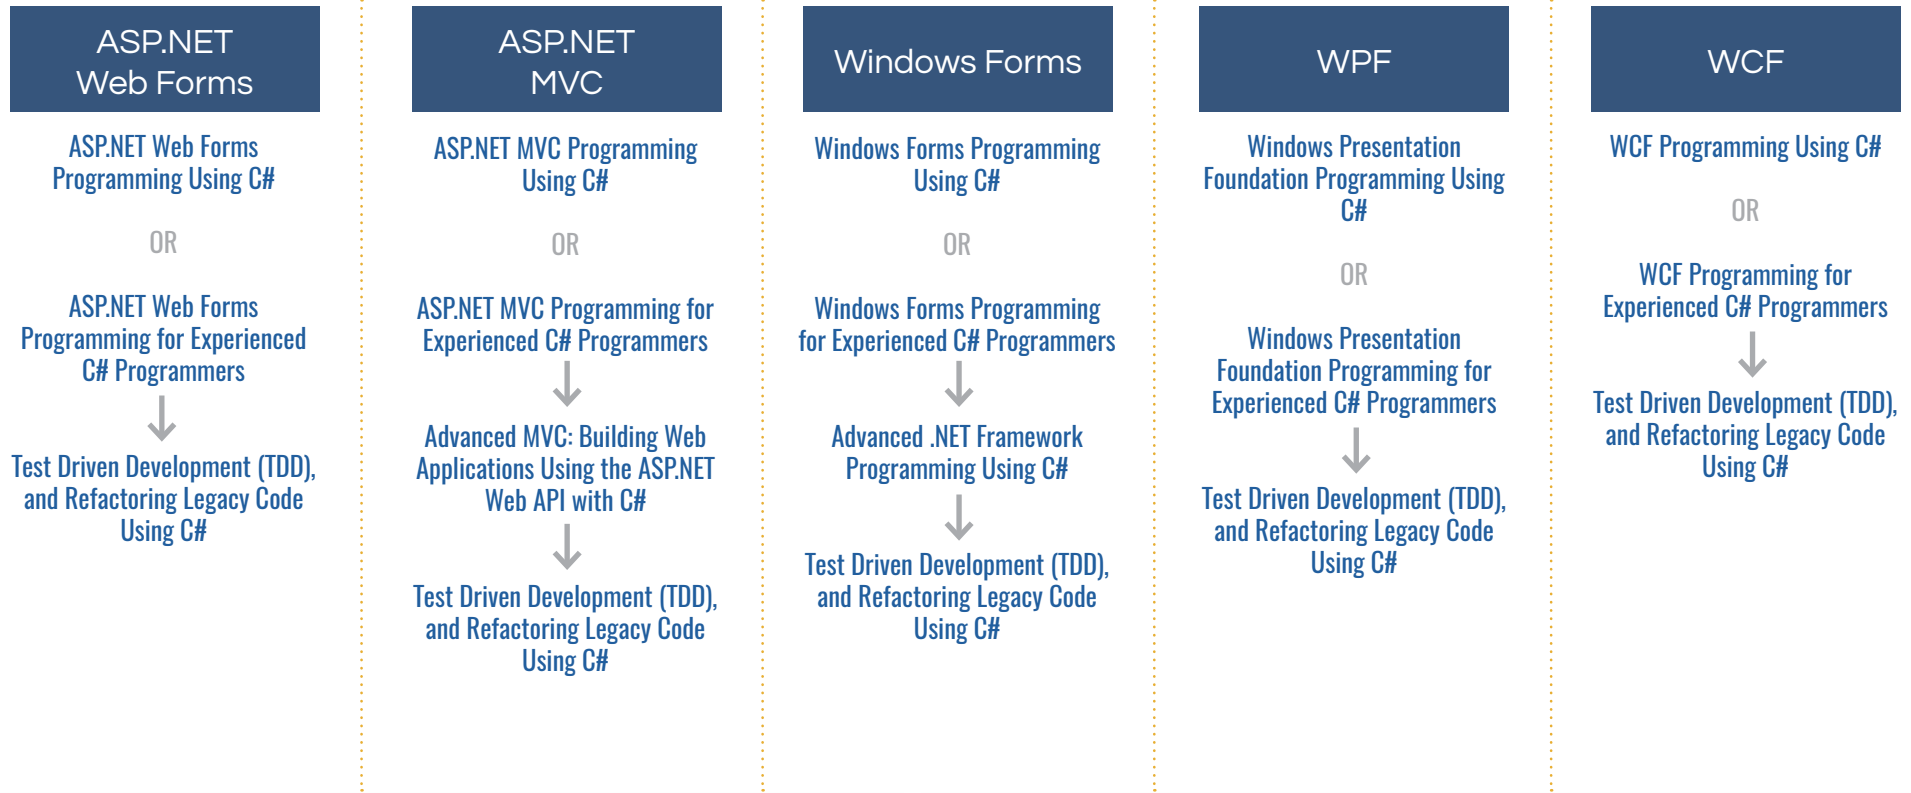 ASP.NET
Web Forms
ASP.NET Web Forms
Programming Using C#
OR
ASP.NET Web Forms
Programming for Experienced
C# Programmers
Test Driven Development (TDD),
and Refactoring Legacy Code
Using C#
ASP.NET
MVC
ASP.NET MVC Programming
Using C#
OR
ASP.NET MVC Programming for
Experienced C# Programmers
Advanced MVC: Building Web
Applications Using the ASP.NET
Web API with C#
Test Driven Development (TDD),
and Refactoring Legacy Code
Using C#
Windows Forms
Windows Forms Programming
Using C#
OR
Windows Forms Programming
for Experienced C# Programmers
Advanced .NET Framework
Programming Using C#
Test Driven Development (TDD),
and Refactoring Legacy Code
Using C#
WPF
Windows Presentation
Foundation Programming Using
C#
OR
Windows Presentation
Foundation Programming for
Experienced C# Programmers
Test Driven Development (TDD),
and Refactoring Legacy Code
Using C#
WCF
WCF Programming Using C#
OR
WCF Programming for
Experienced C# Programmers
Test Driven Development (TDD),
and Refactoring Legacy Code
Using C#